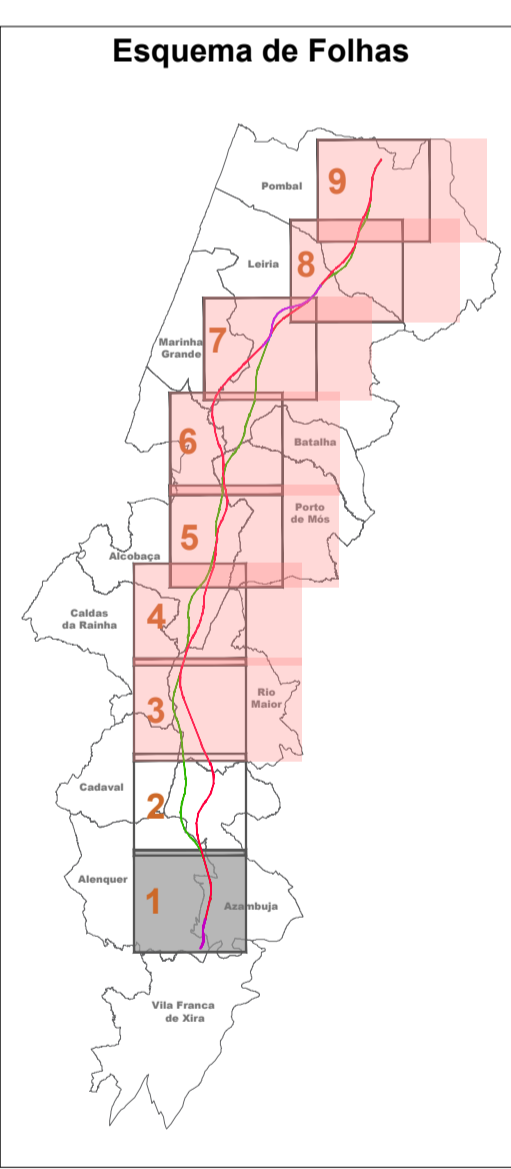 Esquema de Folhas
9
Pombal
8
Leiria
7
Marinha
Grande
6
Batalha
5
Porto
de Mós
Alcobaça
4
Caldas
da Rainha
3
Rio
Maior
2
Cadaval
1
Alenquer
Azambuja
Vila Franca
de Xira